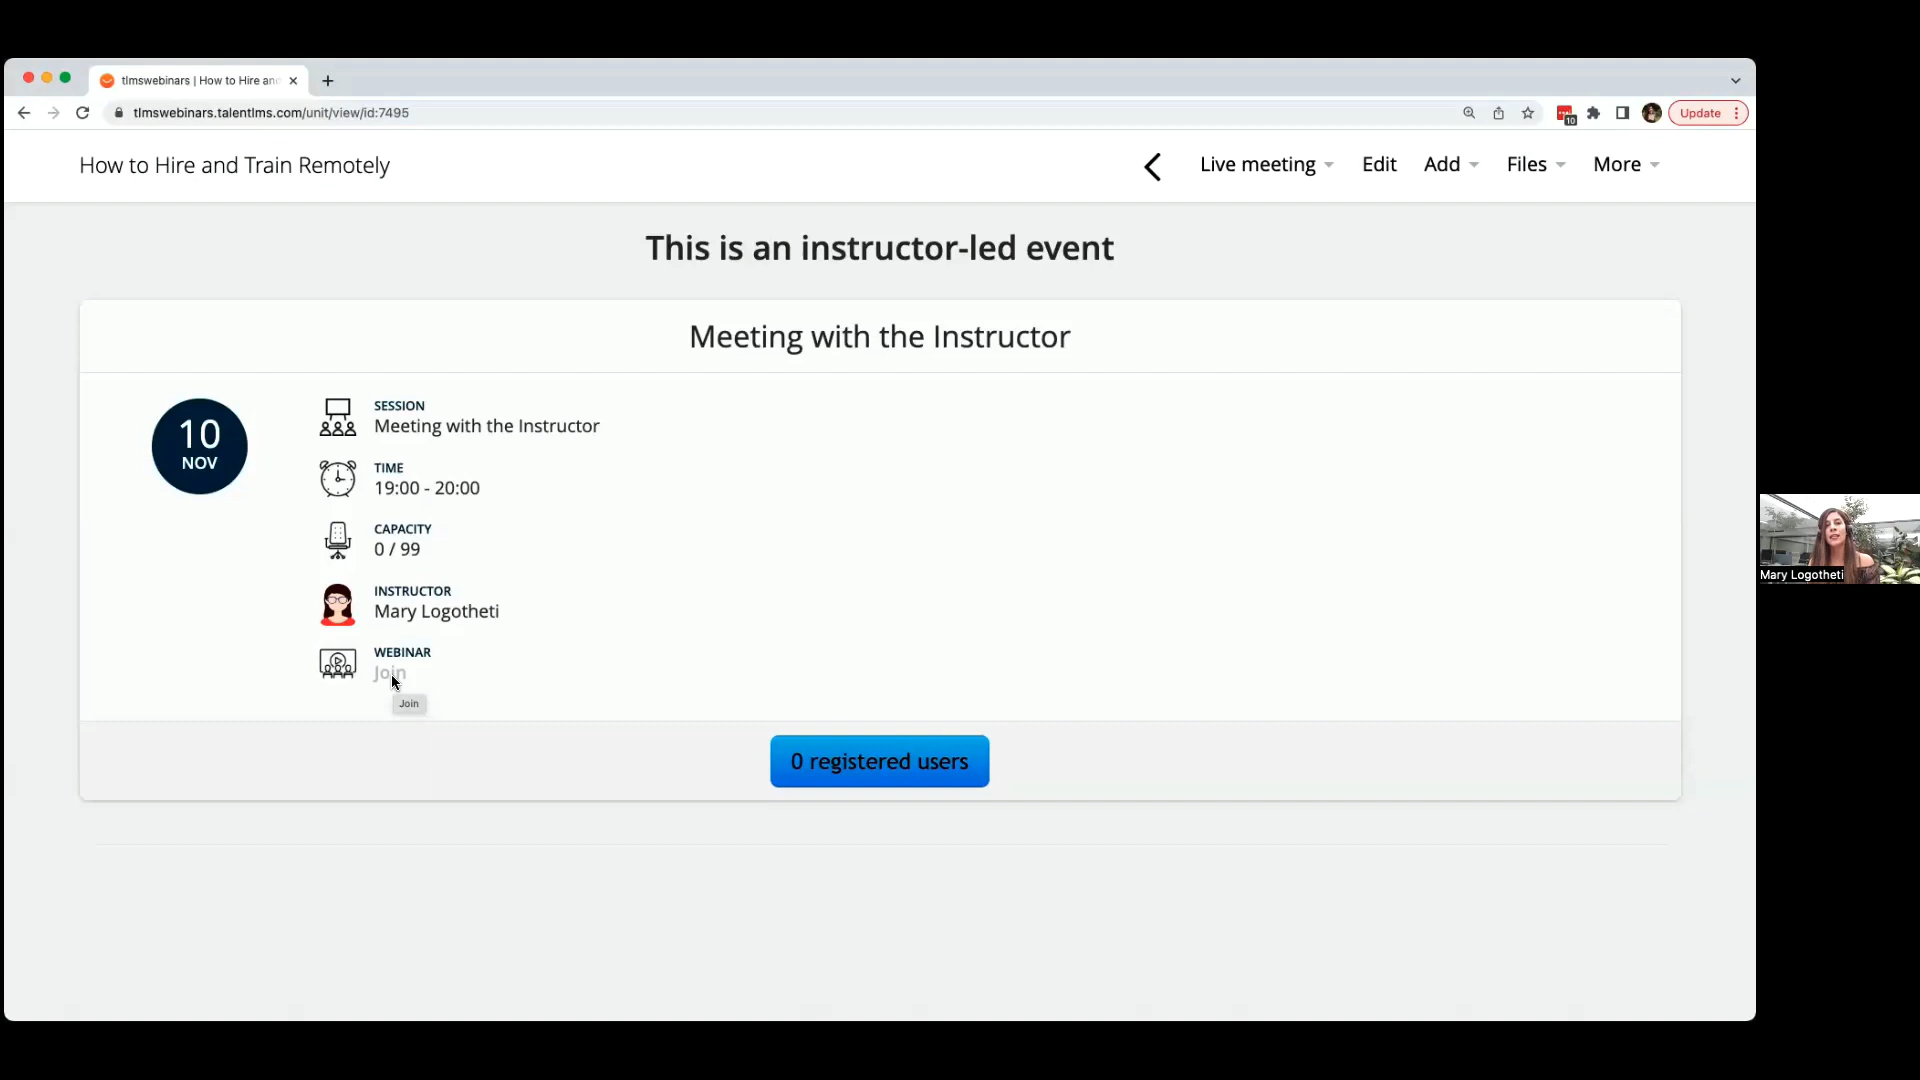 tlmswebinars | How to Hire an
tlmswebinars.talentlms.com/unit/view/id:7495
10
Update
How to Hire and Train Remotely
Live meeting
Edit
Add
Files
More
This is an instructor-led event
Meeting with the Instructor
10
NOV
SESSION
Meeting with the Instructor
TIME
19:00 - 20:00
CAPACITY
0 / 99
INSTRUCTOR
Mary Logotheti
WEBINAR
Join
Join
0 registered users
Mary Logotheti